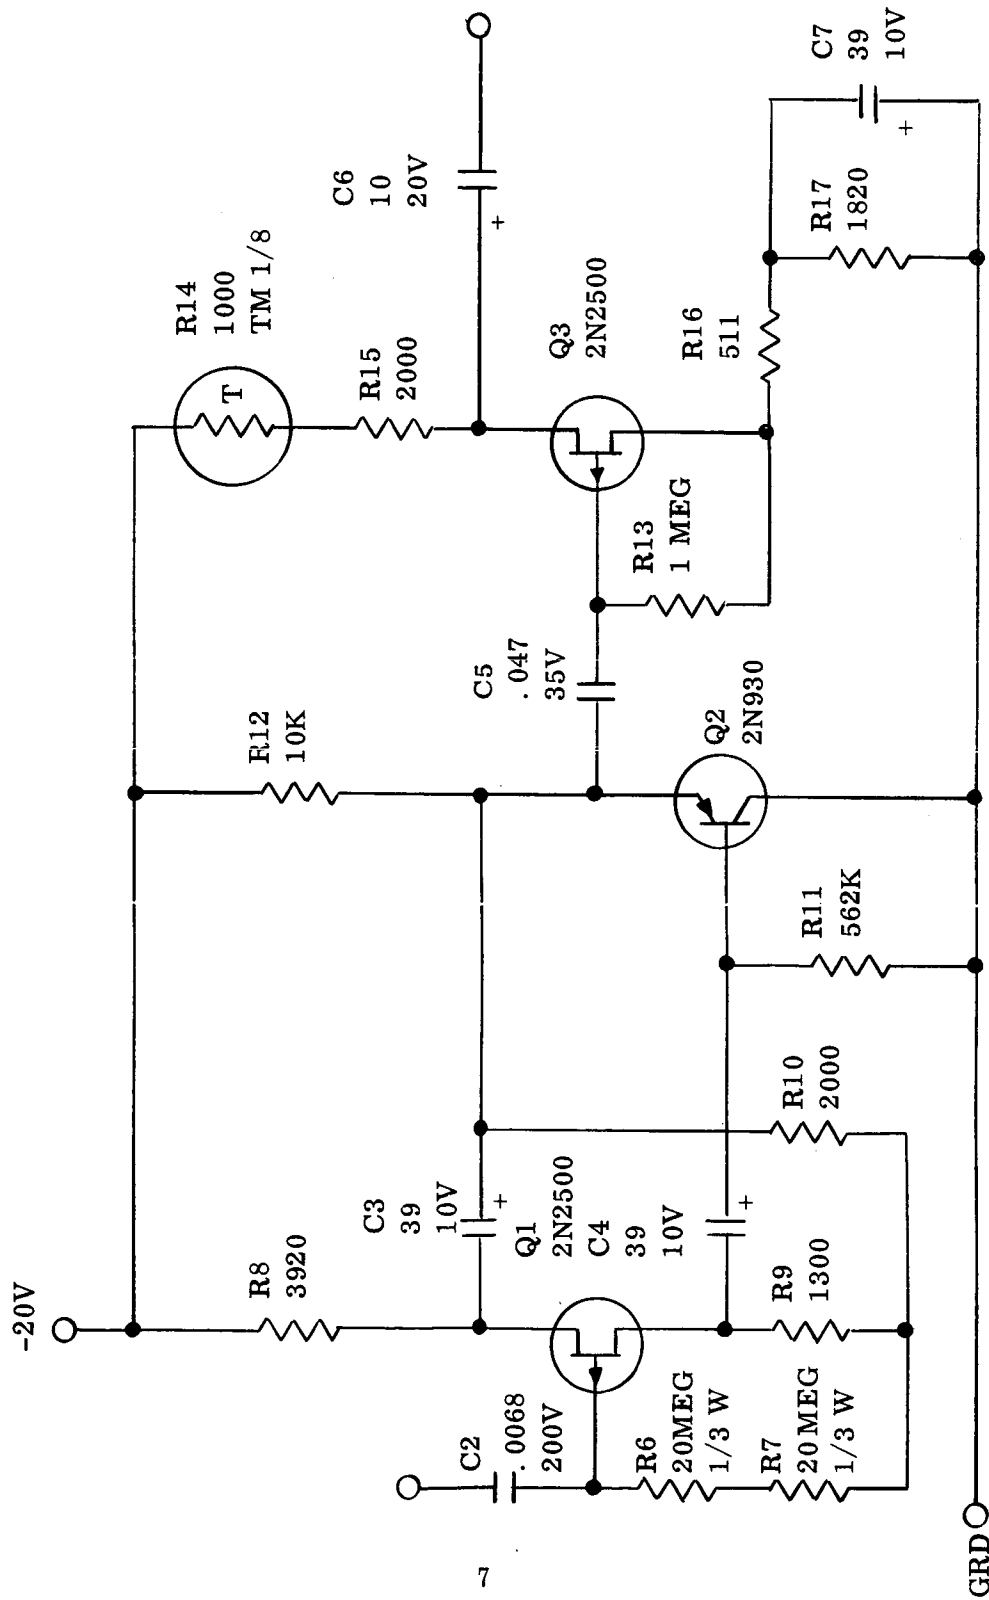 -20V
R8
3920
C3
39
10V
Q1
2N2500
C4
39
10V
R9
1300
C2
.0068
200V
R6
20MEG
1/3 W
R7
20 MEG
1/3 W
R10
2000
R11
562K
R12
10K
C5
.047
35V
Q2
2N930
R13
1 MEG
R14
1000
TM 1/8
T
R15
2000
C6
10
20V
+
Q3
2N2500
R16
511
R17
1820
C7
39
10V
+
+
+
GRD
7